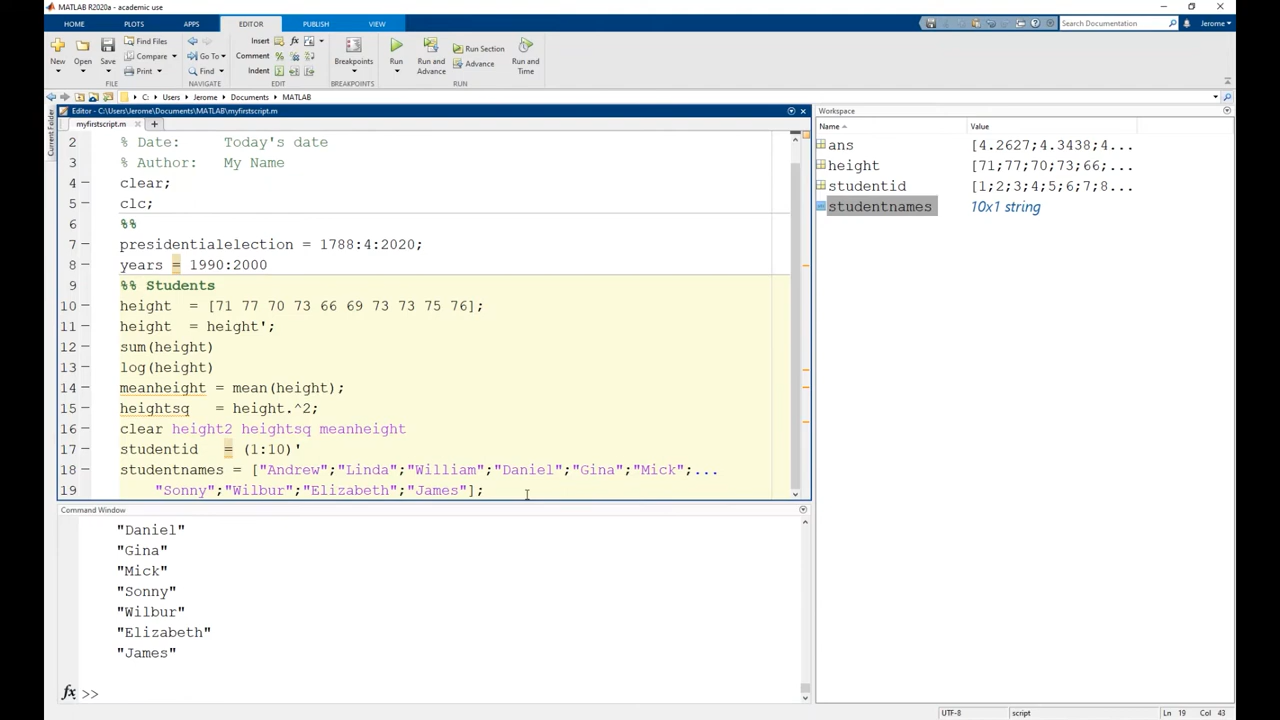 MATLAB R2020a - academic use
HOME PLOTS APPS EDITOR PUBLISH VIEW Search Documentation Jerome
New Open Save Find Files Compare Print Go To Find Insert Comment Indent fx Breakpoints Run Run and Advance Run Section Advance Run and Time
FILE NAVIGATE EDIT BREAKPOINTS RUN
C: Users Jerome Documents MATLAB
Current Folder
Editor - C:\Users\Jerome\Documents\MATLAB\myfirstscript.m
myfirstscript.m
2 % Date: Today's date
3 % Author: My Name
4 clear;
5 clc;
6 %%
7 presidentialelection = 1788:4:2020;
8 years = 1990:2000
9 %% Students
10 height = [71 77 70 73 66 69 73 73 75 76];
11 height = height';
12 sum(height)
13 log(height)
14 meanheight = mean(height);
15 heightsq = height.^2;
16 clear height2 heightsq meanheight
17 studentid = (1:10)'
18 studentnames = ["Andrew";"Linda";"William";"Daniel";"Gina";"Mick";...
19 "Sonny";"Wilbur";"Elizabeth";"James"];
Command Window
"Daniel"
"Gina"
"Mick"
"Sonny"
"Wilbur"
"Elizabeth"
"James"
fx >>
Workspace
Name Value
ans [4.2627;4.3438;4...
height [71;77;70;73;66;...
studentid [1;2;3;4;5;6;7;8...
studentnames 10x1 string
UTF-8 script Ln 19 Col 43